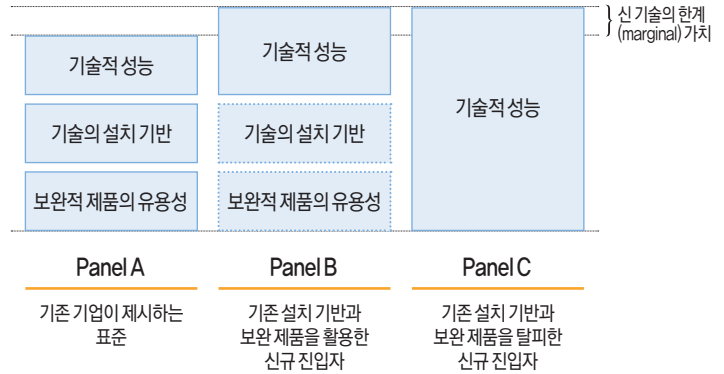 신 기술의 한계
(marginal) 가치
기술적 성능
기술의 설치 기반
보완적 제품의 유용성
기술적 성능
기술의 설치 기반
보완적 제품의 유용성
기술적 성능
Panel A
기존 기업이 제시하는
표준
Panel B
기존 설치 기반과
보완 제품을 활용한
신규 진입자
Panel C
기존 설치 기반과
보완 제품을 탈피한
신규 진입자